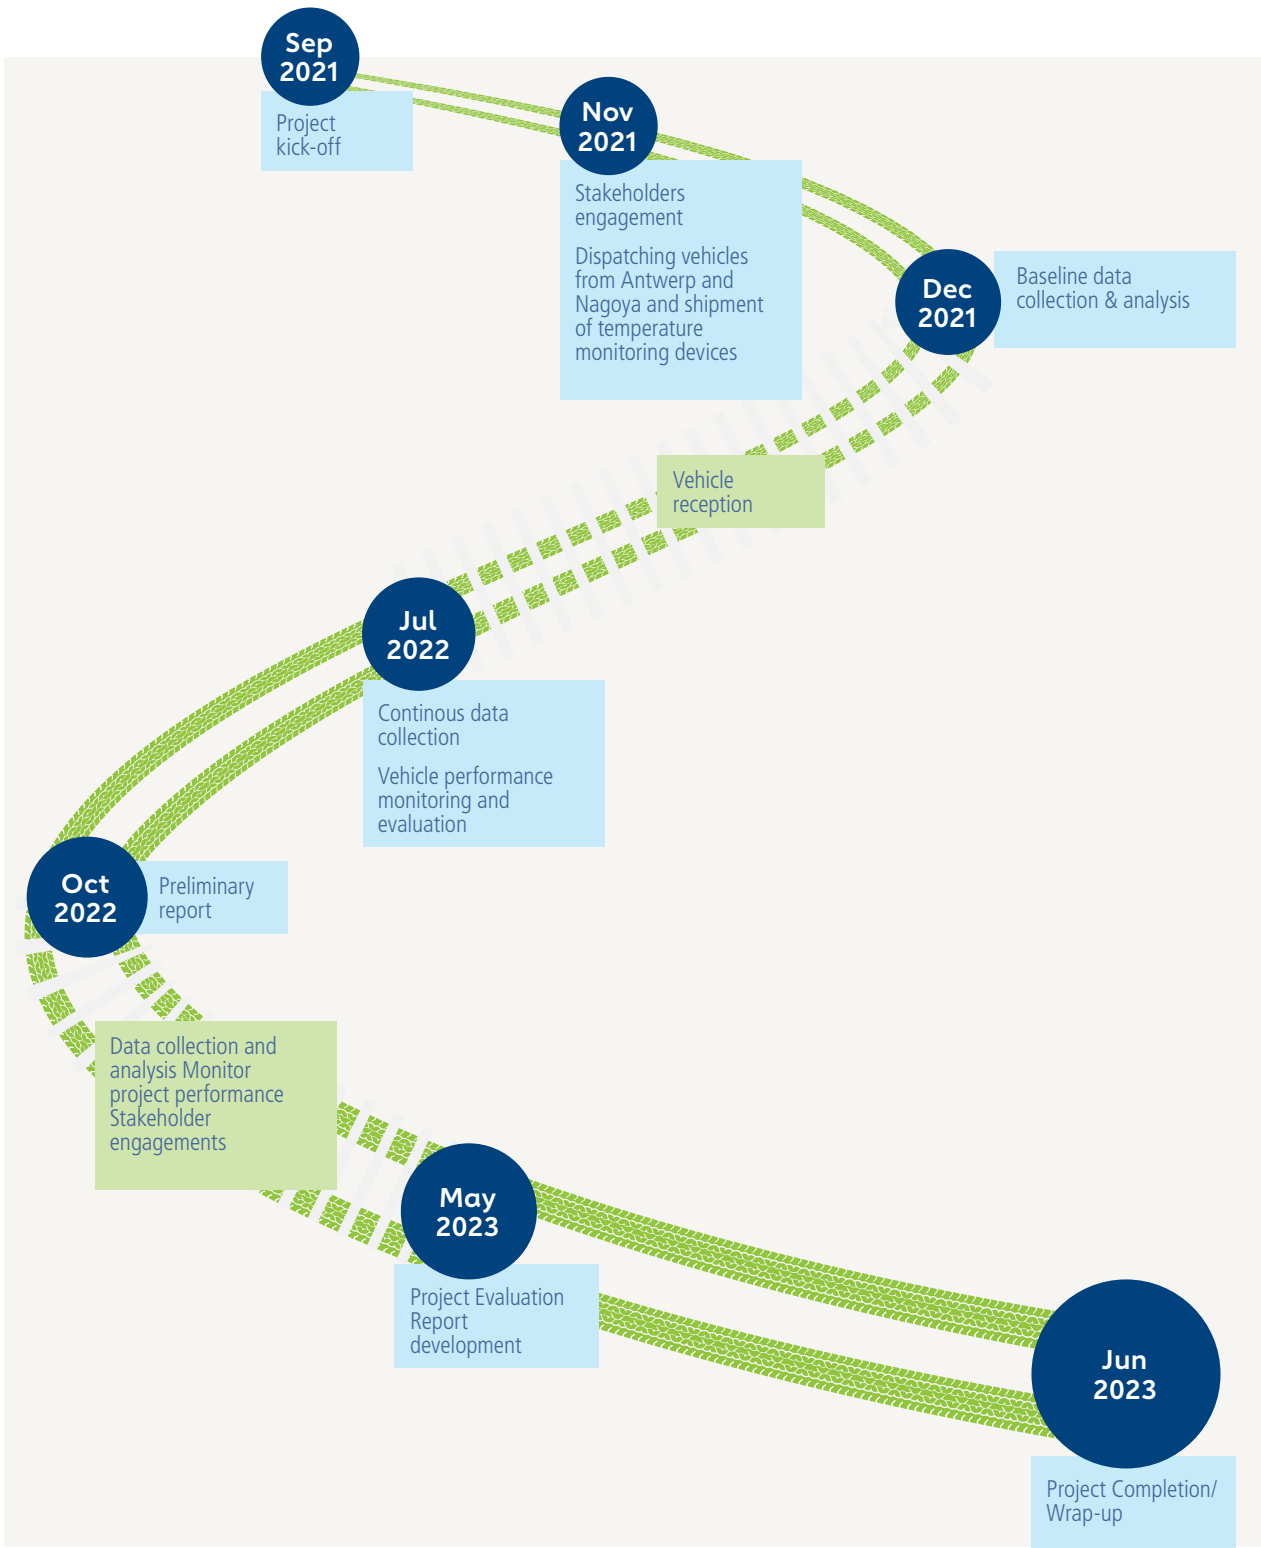 Sep
2021
Project
kick-off
Nov
2021
Stakeholders
engagement
Dispatching vehicles
from Antwerp and
Nagoya and shipment
of temperature
monitoring devices
Dec
2021
Baseline data
collection & analysis
Vehicle
reception
Jul
2022
Continous data
collection
Vehicle performance
monitoring and
evaluation
Oct
2022
Preliminary
report
Data collection and
analysis Monitor
project performance
Stakeholder
engagements
May
2023
Project Evaluation
Report
development
Jun
2023
Project Completion/
Wrap-up